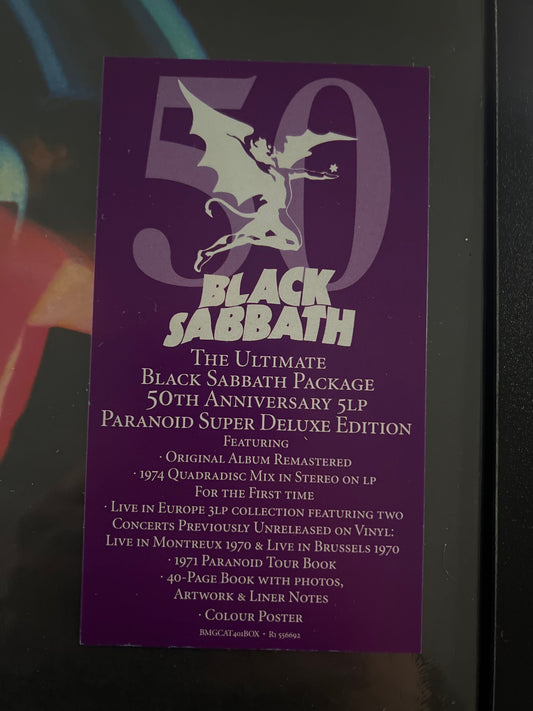 50
BLACK
SABBATH
The Ultimate
Black Sabbath Package
50th Anniversary 5LP
Paranoid Super Deluxe Edition
Featuring
· Original Album Remastered
· 1974 Quadradisc Mix in Stereo on LP
For the First time
· Live in Europe 3LP collection featuring two
Concerts Previously Unreleased on Vinyl:
Live in Montreux 1970 & Live in Brussels 1970
· 1971 Paranoid Tour Book
· 40-Page Book with photos,
Artwork & Liner Notes
· Colour Poster
BMGCAT401BOX · R1 556692